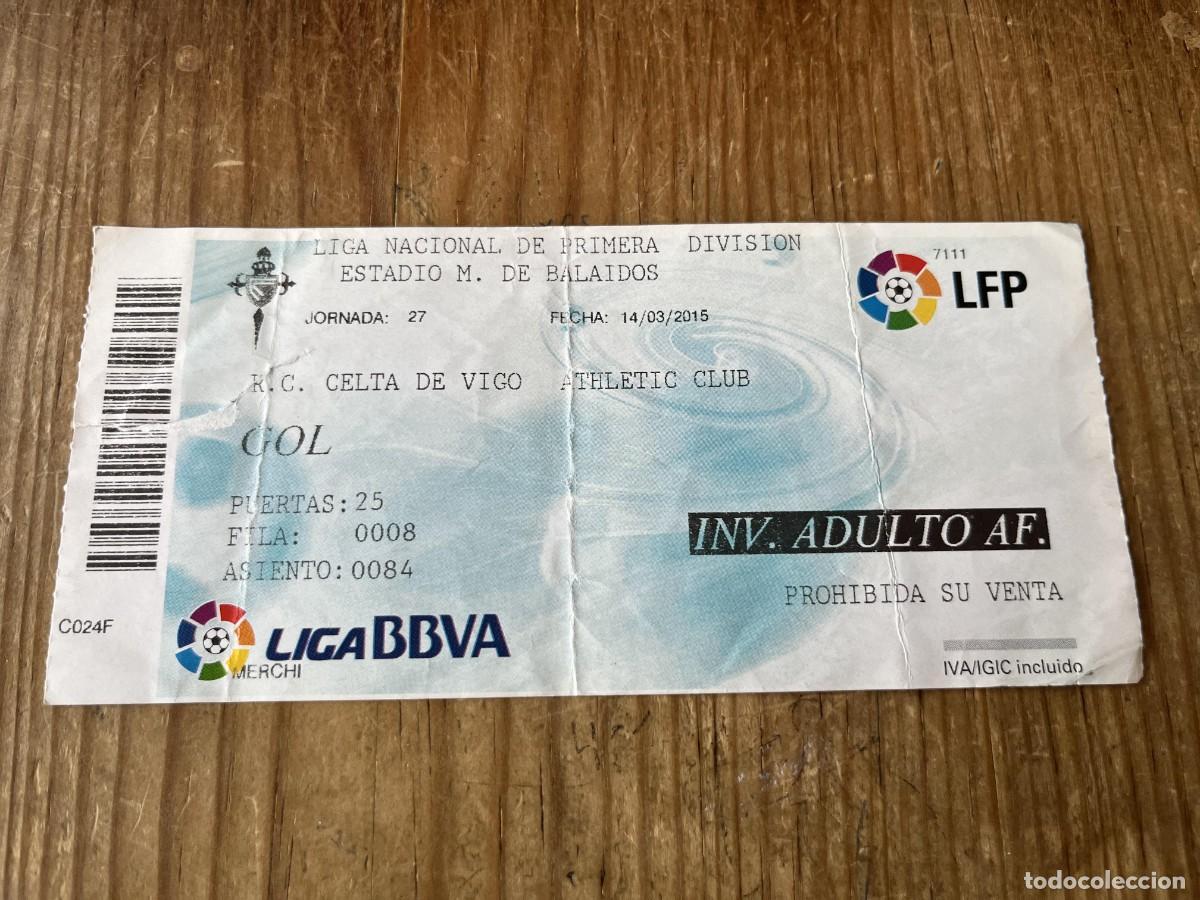 LIGA NACIONAL DE PRIMERA DIVISION
ESTADIO M. DE BALAIDOS
7111
LFP
JORNADA: 27 FECHA: 14/03/2015
R.C. CELTA DE VIGO ATHLETIC CLUB
GOL
PUERTAS: 25
FILA: 0008
ASIENTO: 0084
INV. ADULTO AF.
PROHIBIDA SU VENTA
C024F
LIGA BBVA
MERCHI
IVA/IGIC incluido
todocoleccion